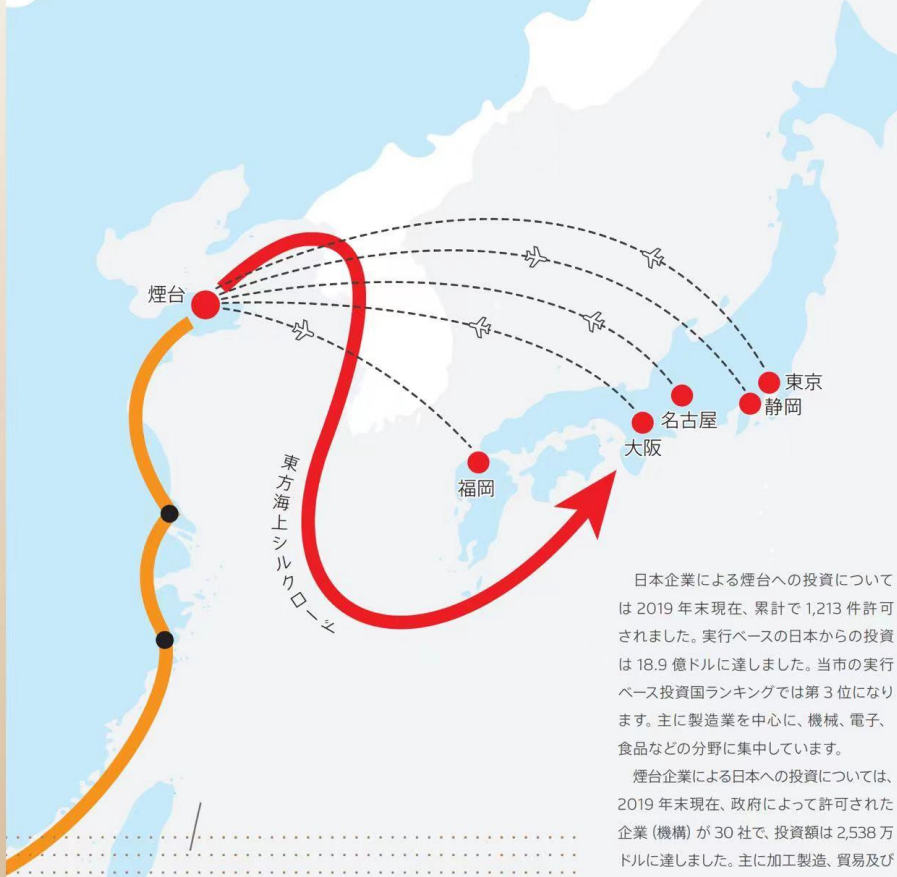 煙台
東京
静岡
名古屋
大阪
福岡
東方海上シルクロード
日本企業による煙台への投資について
は 2019 年末現在、累計で 1,213 件許可
されました。実行ベースの日本からの投資
は 18.9 億ドルに達しました。当市の実行
ベース投資国ランキングでは第 3 位になり
ます。主に製造業を中心に、機械、電子、
食品などの分野に集中しています。
煙台企業による日本への投資については、
2019 年末現在、政府によって許可された
企業 (機構) が 30 社で、投資額は 2,538 万
ドルに達しました。主に加工製造、貿易及び